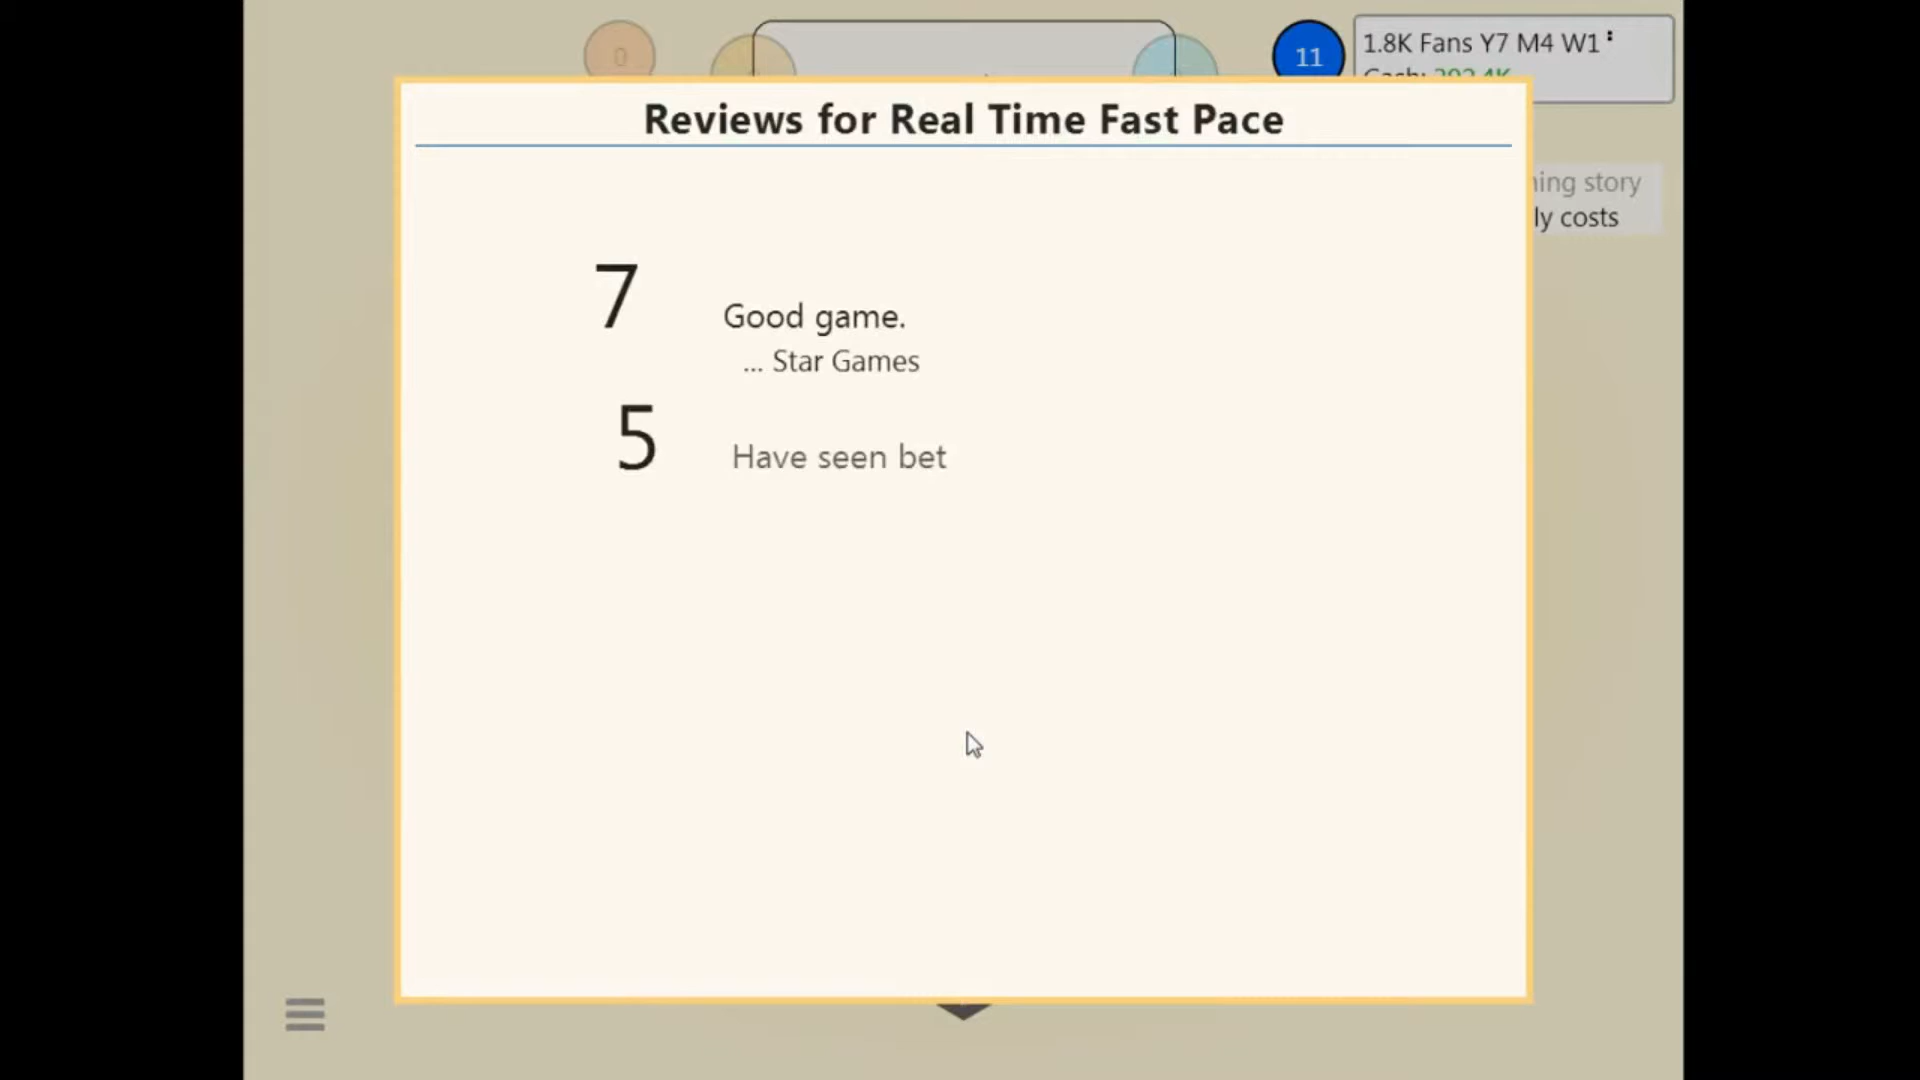 0
11
1.8K Fans Y7 M4 W1
Reviews for Real Time Fast Pace
ning story
ly costs
7
Good game.
... Star Games
5
Have seen bet